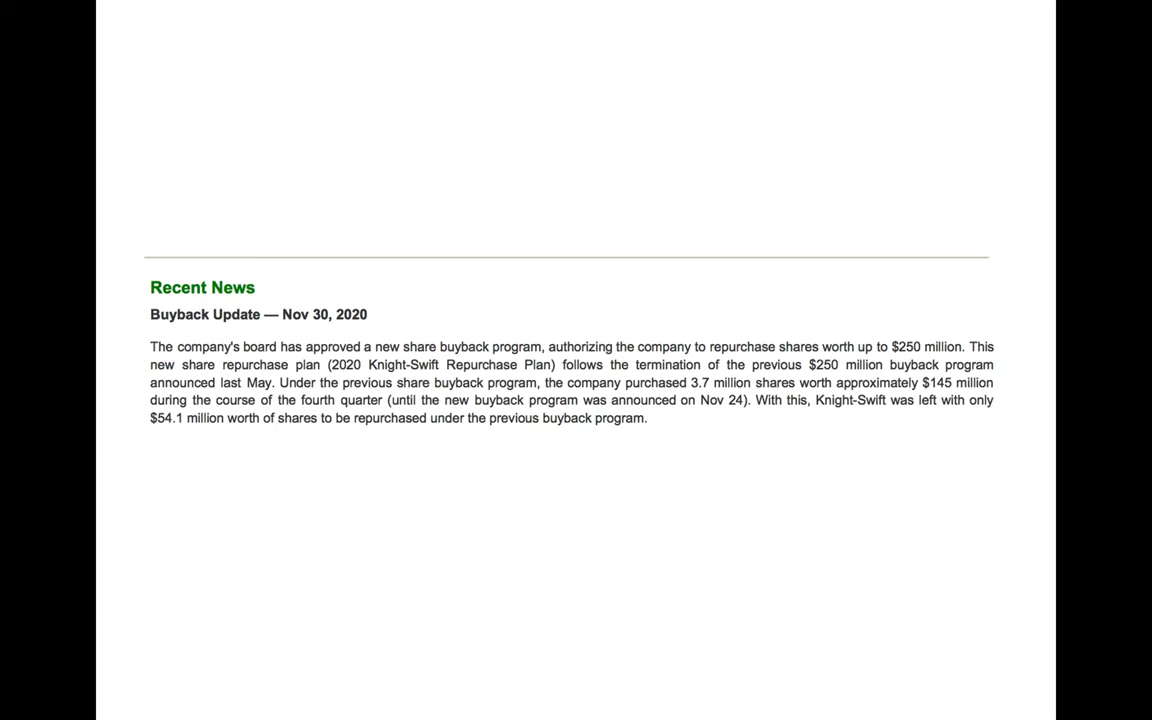 Recent News
Buyback Update — Nov 30, 2020
The company's board has approved a new share buyback program, authorizing the company to repurchase shares worth up to $250 million. This
new share repurchase plan (2020 Knight-Swift Repurchase Plan) follows the termination of the previous $250 million buyback program
announced last May. Under the previous share buyback program, the company purchased 3.7 million shares worth approximately $145 million
during the course of the fourth quarter (until the new buyback program was announced on Nov 24). With this, Knight-Swift was left with only
$54.1 million worth of shares to be repurchased under the previous buyback program.